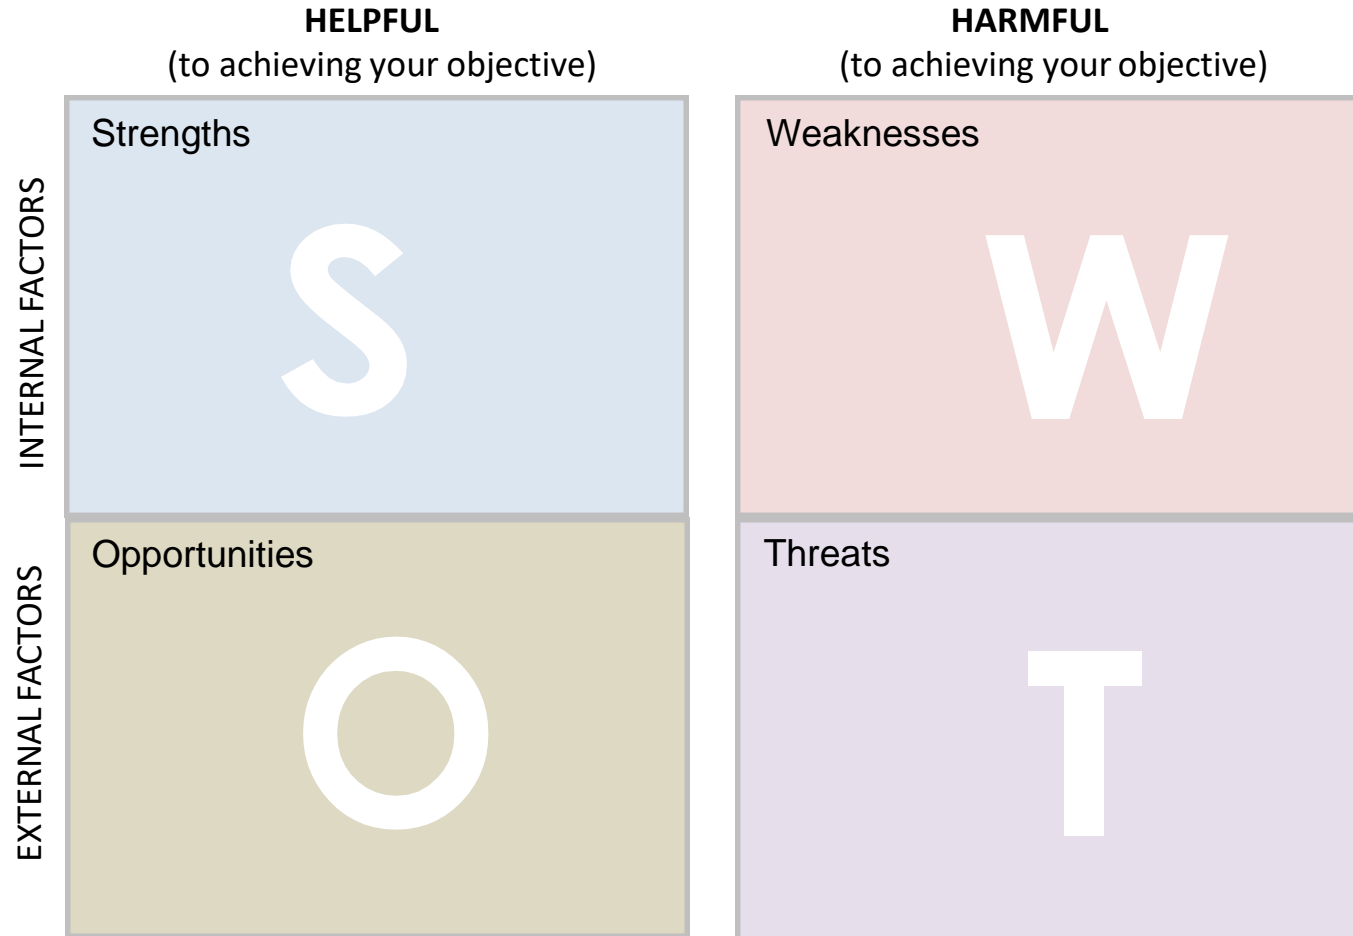 HELPFUL
(to achieving your objective)
HARMFUL
(to achieving your objective)
INTERNAL FACTORS
Strengths
S
Weaknesses
W
EXTERNAL FACTORS
Opportunities
O
Threats
T